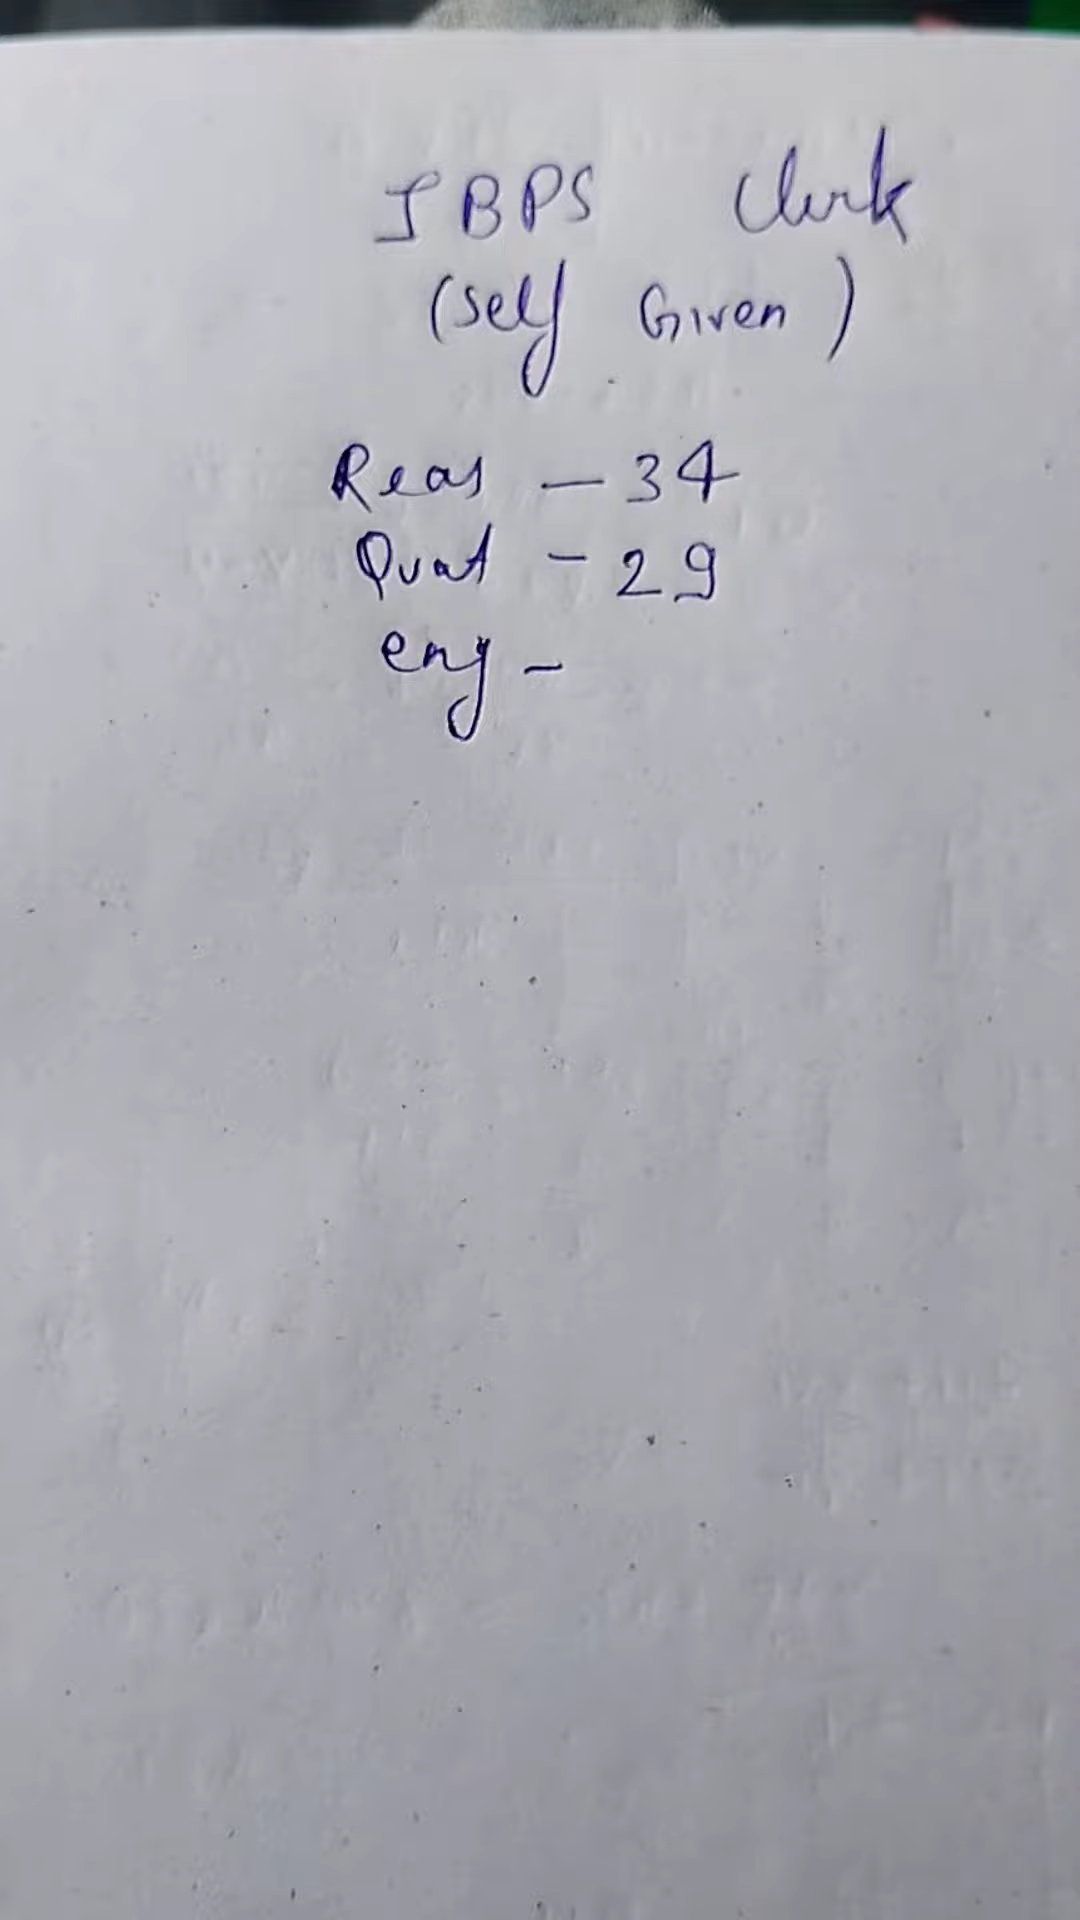 IBPS Clerk
(Self Given)
Reas - 34
Quat - 29
eng -